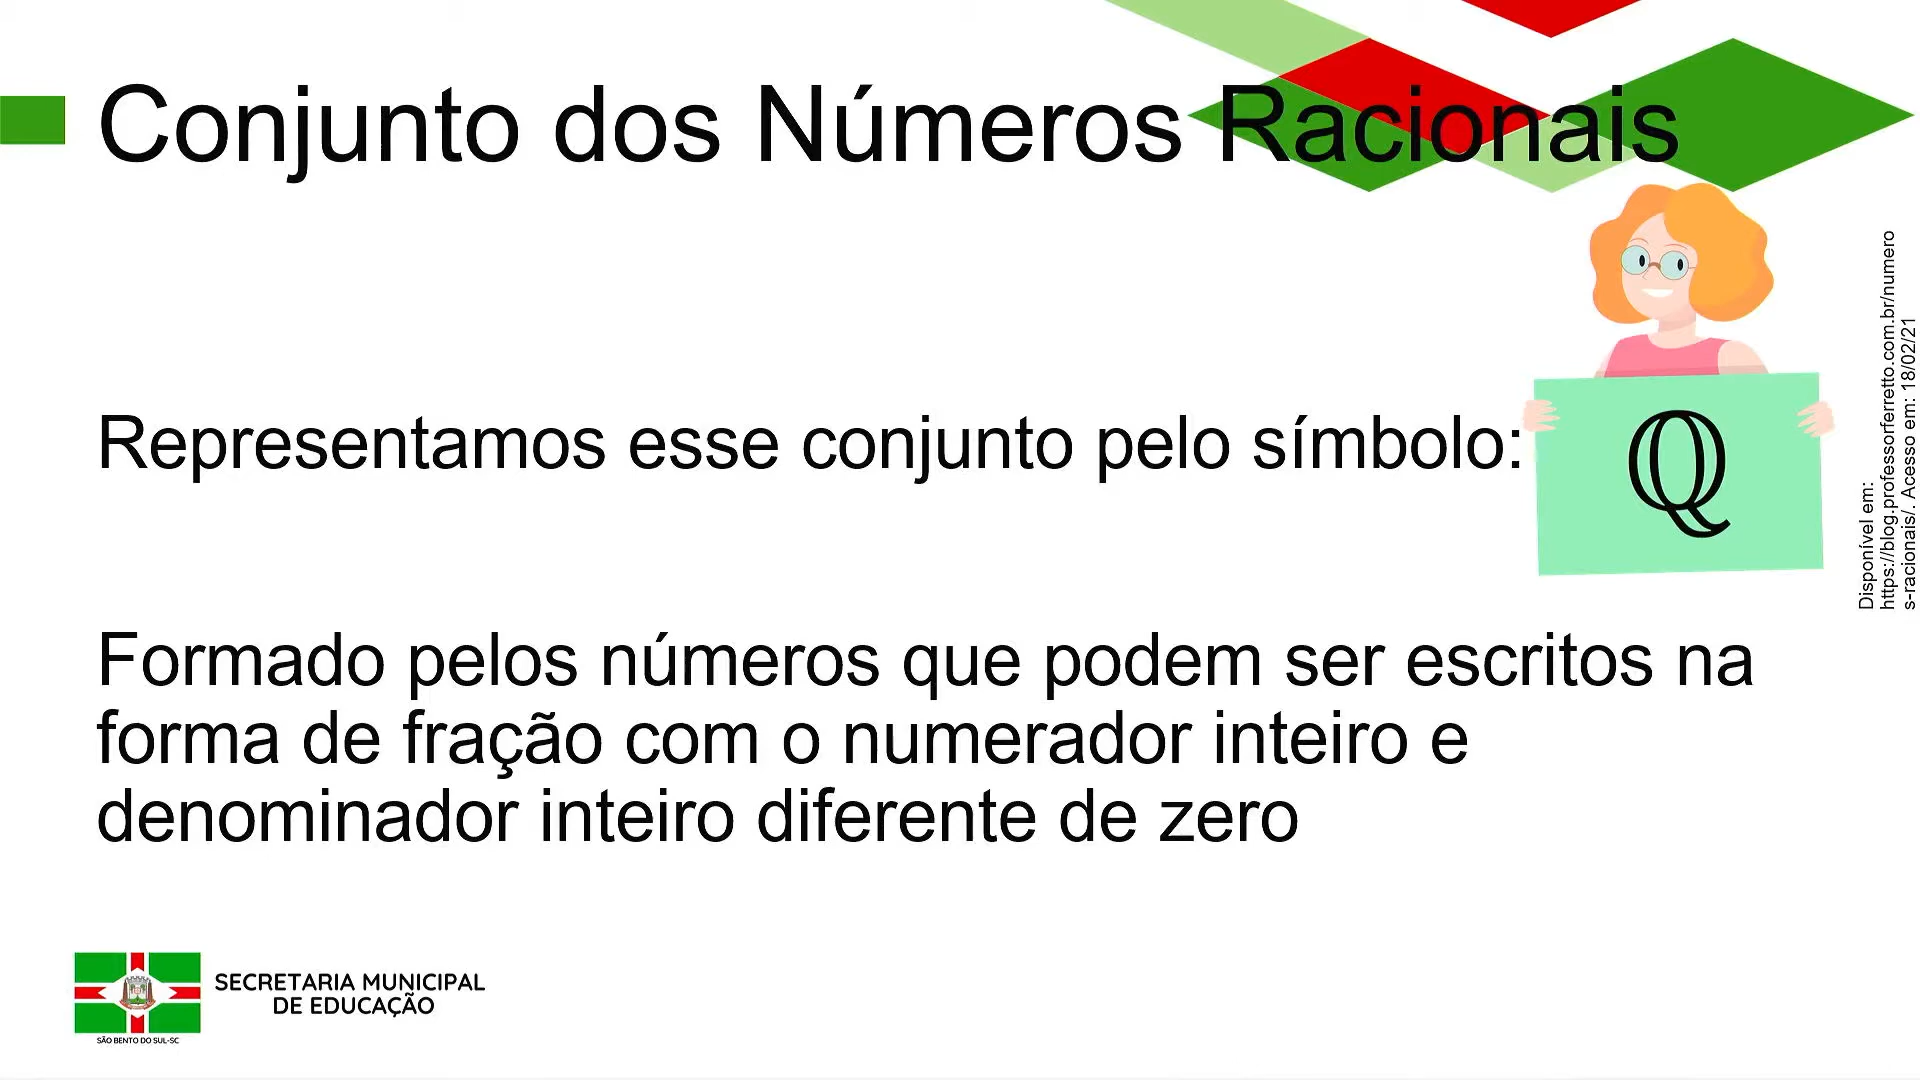 Conjunto dos Números Racionais
Representamos esse conjunto pelo símbolo:
ℚ
Disponível em:
https://blog.professorferretto.com.br/numero
s-racionais/. Acesso em: 18/02/21
Formado pelos números que podem ser escritos na
forma de fração com o numerador inteiro e
denominador inteiro diferente de zero
SECRETARIA MUNICIPAL
DE EDUCAÇÃO
SÃO BENTO DO SUL-SC